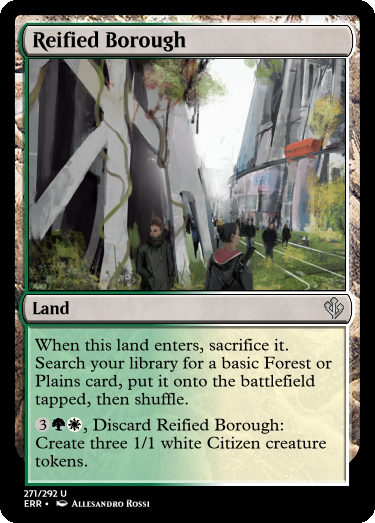 Reified Borough
Land
When this land enters, sacrifice it.
Search your library for a basic Forest or
Plains card, put it onto the battlefield
tapped, then shuffle.
3, Discard Reified Borough:
Create three 1/1 white Citizen creature
tokens.
271/292 U
ERR • Allesandro Rossi